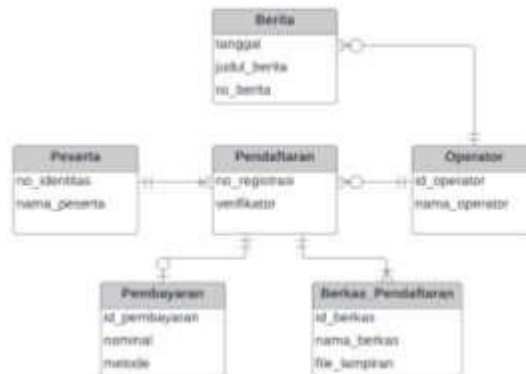 Berita
tanggal
judul_berita
isi_berita
Peserta
no_identitas
nama_peserta
Pendaftaran
no_registrasi
verifikator
Operator
id_operator
nama_operator
Pembayaran
id_pembayaran
nominal
metode
Berkas_Pendaftaran
id_berkas
nama_berkas
file_lampiran